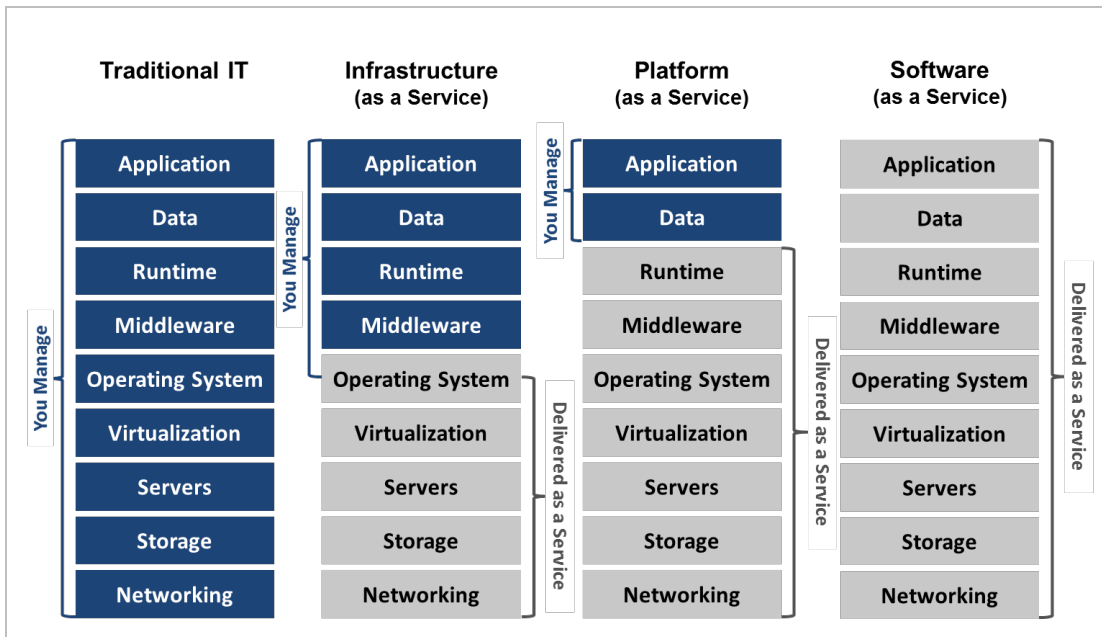 Traditional IT
Infrastructure
(as a Service)
Platform
(as a Service)
Software
(as a Service)
You Manage
Application
Data
Runtime
Middleware
Operating System
Virtualization
Servers
Storage
Networking
You Manage
Application
Data
Runtime
Middleware
Operating System
Virtualization
Servers
Storage
Networking
Delivered as a Service
You Manage
Application
Data
Runtime
Middleware
Operating System
Virtualization
Servers
Storage
Networking
Delivered as a Service
Application
Data
Runtime
Middleware
Operating System
Virtualization
Servers
Storage
Networking
Delivered as a Service